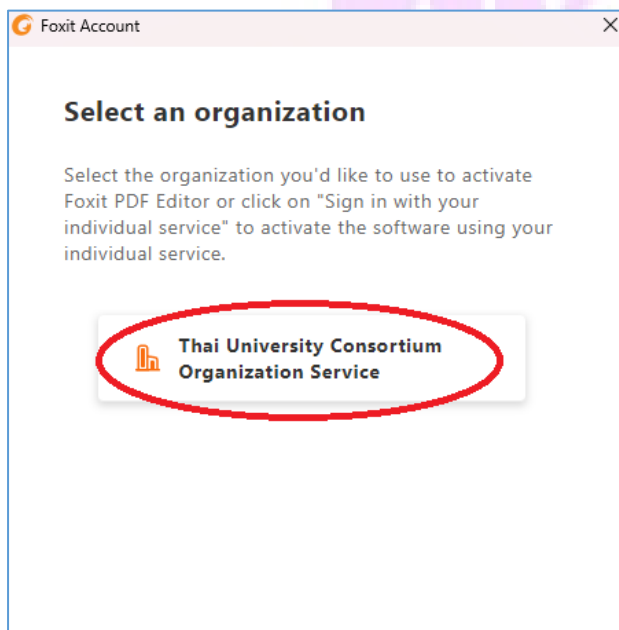 Foxit Account
Select an organization
Select the organization you'd like to use to activate
Foxit PDF Editor or click on "Sign in with your
individual service" to activate the software using your
individual service.
Thai University Consortium
Organization Service